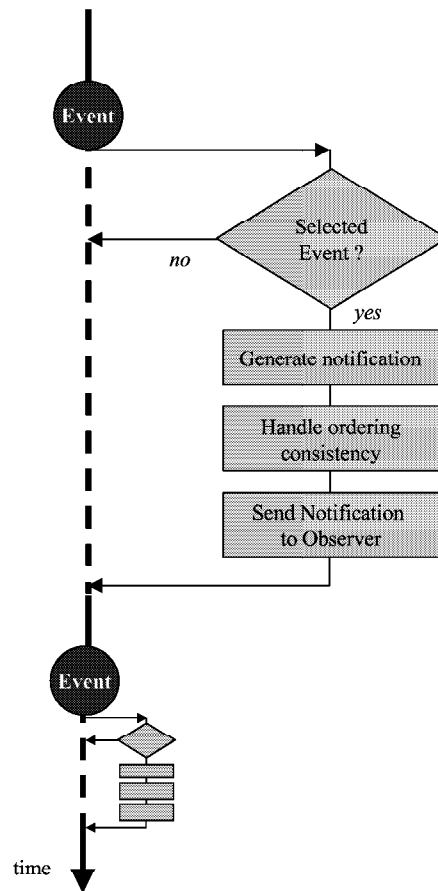 Event
Selected
Event ?
no
yes
Generate notification
Handle ordering
consistency
Send Notification
to Observer
Event
time